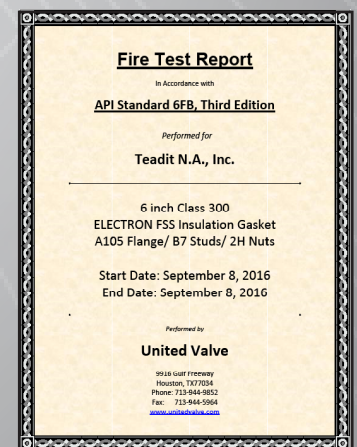 Fire Test Report
In Accordance with
API Standard 6FB, Third Edition
Performed for
Teadit N.A., Inc.
6 inch Class 300
ELECTRON FSS Insulation Gasket
A105 Flange/ B7 Studs/ 2H Nuts
Start Date: September 8, 2016
End Date: September 8, 2016
Performed by
United Valve
9916 Gulf Freeway
Houston, TX77034
Phone: 713-944-9852
Fax: 713-944-5964
www.unitedvalve.com